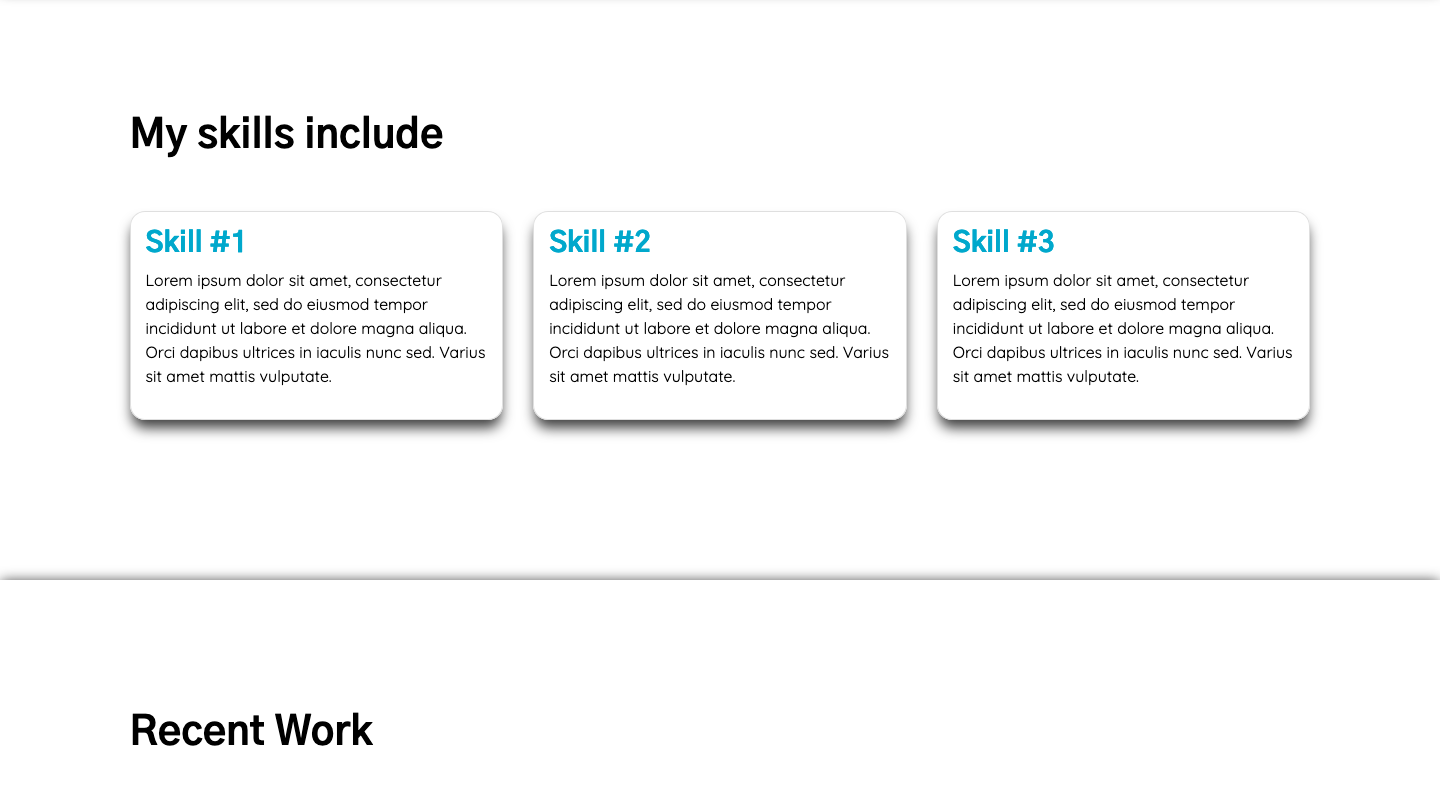 My skills include
Skill #1
Lorem ipsum dolor sit amet, consectetur
adipiscing elit, sed do eiusmod tempor
incididunt ut labore et dolore magna aliqua.
Orci dapibus ultrices in iaculis nunc sed. Varius
sit amet mattis vulputate.
Skill #2
Lorem ipsum dolor sit amet, consectetur
adipiscing elit, sed do eiusmod tempor
incididunt ut labore et dolore magna aliqua.
Orci dapibus ultrices in iaculis nunc sed. Varius
sit amet mattis vulputate.
Skill #3
Lorem ipsum dolor sit amet, consectetur
adipiscing elit, sed do eiusmod tempor
incididunt ut labore et dolore magna aliqua.
Orci dapibus ultrices in iaculis nunc sed. Varius
sit amet mattis vulputate.
Recent Work